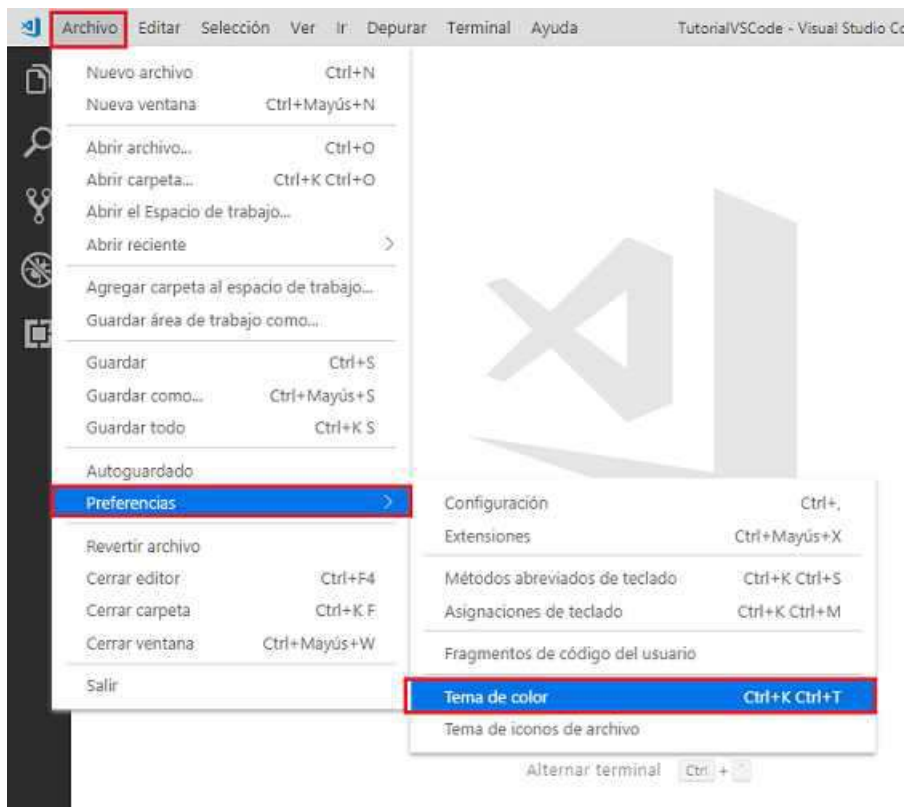 Archivo Editar Selección Ver Ir Depurar Terminal Ayuda TutorialVSCode - Visual Studio Co
Nuevo archivo Ctrl+N
Nueva ventana Ctrl+Mayús+N
Abrir archivo... Ctrl+O
Abrir carpeta... Ctrl+K Ctrl+O
Abrir el Espacio de trabajo...
Abrir reciente
Agregar carpeta al espacio de trabajo...
Guardar área de trabajo como...
Guardar Ctrl+S
Guardar como... Ctrl+Mayús+S
Guardar todo Ctrl+K S
Autoguardado
Preferencias
Revertir archivo
Cerrar editor Ctrl+F4
Cerrar carpeta Ctrl+K F
Cerrar ventana Ctrl+Mayús+W
Salir
Configuración Ctrl+,
Extensiones Ctrl+Mayús+X
Métodos abreviados de teclado Ctrl+K Ctrl+S
Asignaciones de teclado Ctrl+K Ctrl+M
Fragmentos de código del usuario
Tema de color Ctrl+K Ctrl+T
Tema de iconos de archivo
Alternar terminal Ctrl +